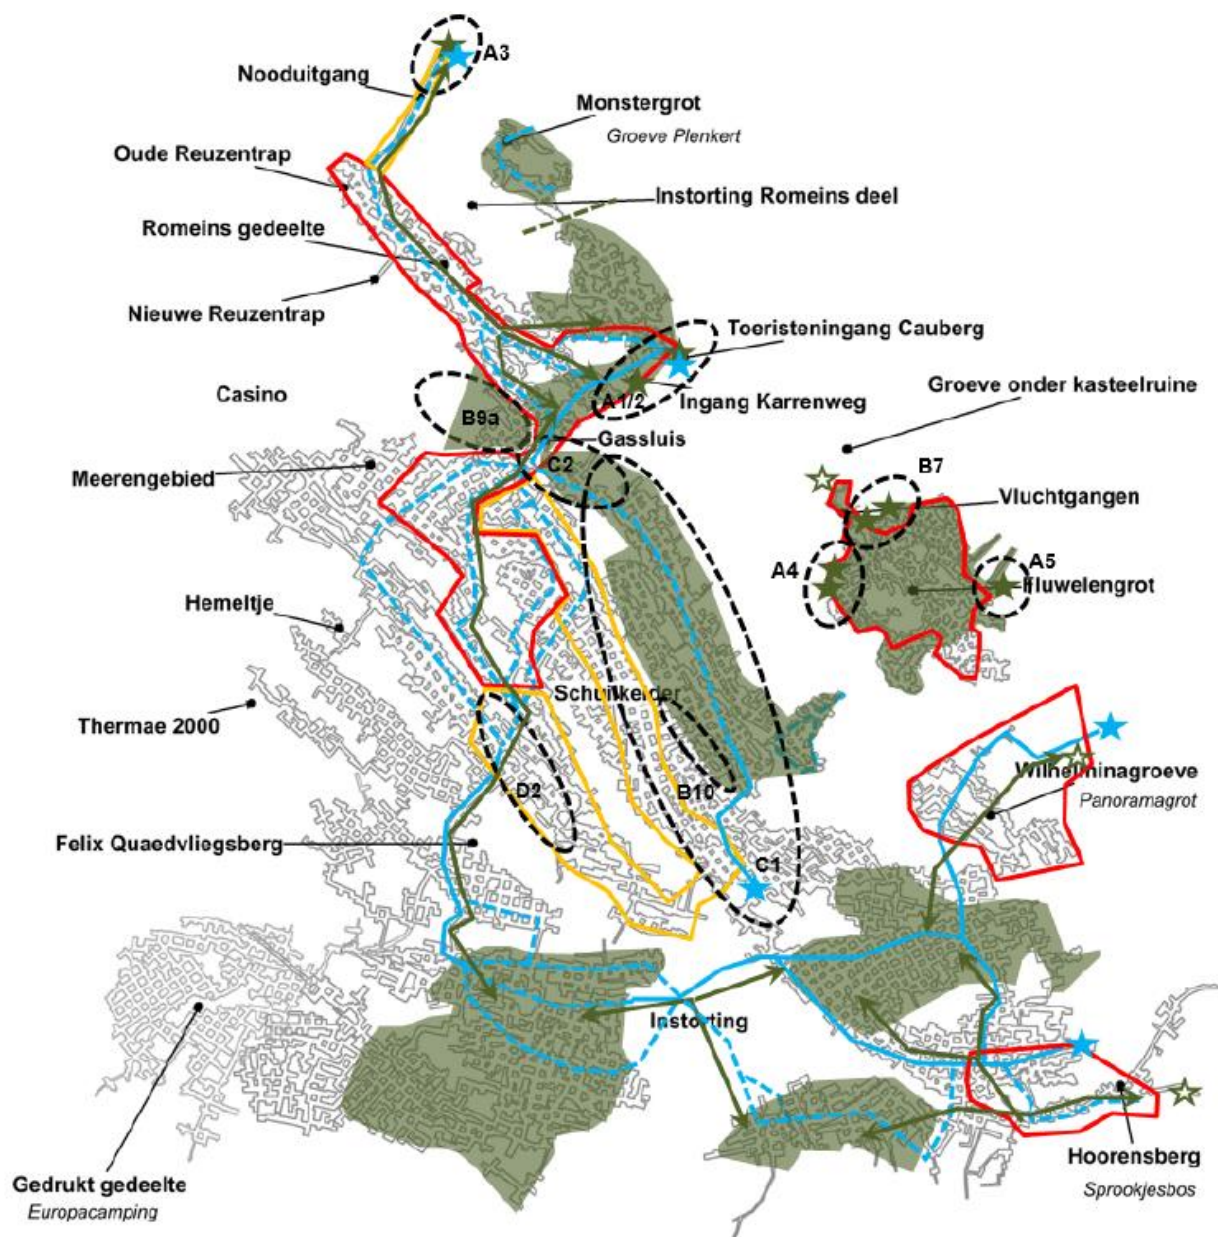 A3
Nooduitgang
Monstergrot
Groeve Plenkert
Oude Reuzentrap
Instorting Romeins deel
Romeins gedeelte
Nieuwe Reuzentrap
Toeristeningang Cauberg
Groeve onder kasteelruine
Casino
A1/2
Ingang Karrenweg
B9a
Gassluis
C2
B7
Meerengebied
Vluchtgangen
A4
A5
Fluwelengrot
Hemeltje
Schuilkelder
Thermae 2000
Wilhelminagroeve
Panoramagrot
D2
B10
Felix Quaedvliegsberg
C1
Instorting
Hoorensberg
Sprookjesbos
Gedrukt gedeelte
Europacamping